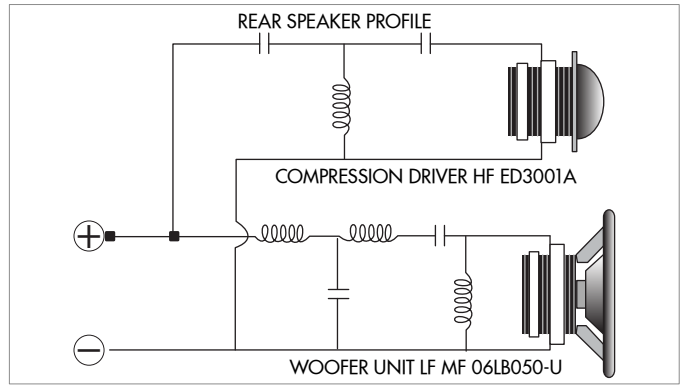 REAR SPEAKER PROFILE
COMPRESSION DRIVER HF ED3001A
+
−
WOOFER UNIT LF MF 06LB050-U